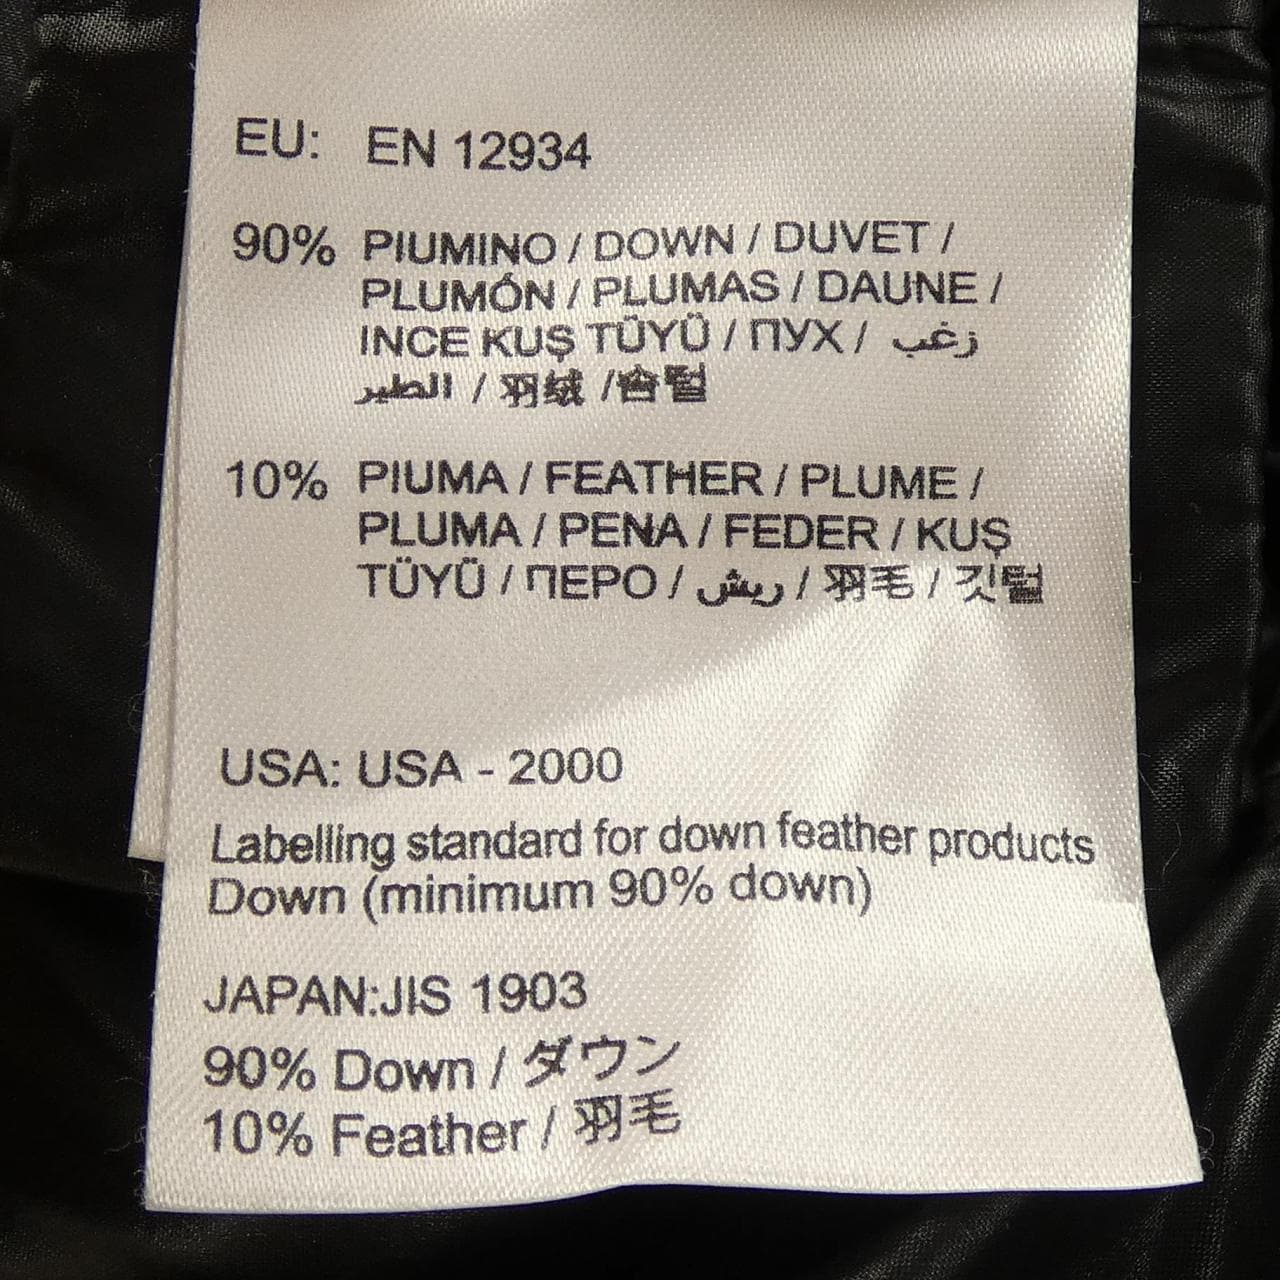 EU: EN 12934
90% PIUMINO / DOWN / DUVET /
PLUMÓN / PLUMAS / DAUNE /
INCE KUŞ TÜYÜ / ПУХ / زغب
الطير / 羽绒 / 솜털
10% PIUMA / FEATHER / PLUME /
PLUMA / PENA / FEDER / KUŞ
TÜYÜ / ПЕРО / ريش / 羽毛 / 깃털
USA: USA - 2000
Labelling standard for down feather products
Down (minimum 90% down)
JAPAN:JIS 1903
90% Down / ダウン
10% Feather / 羽毛